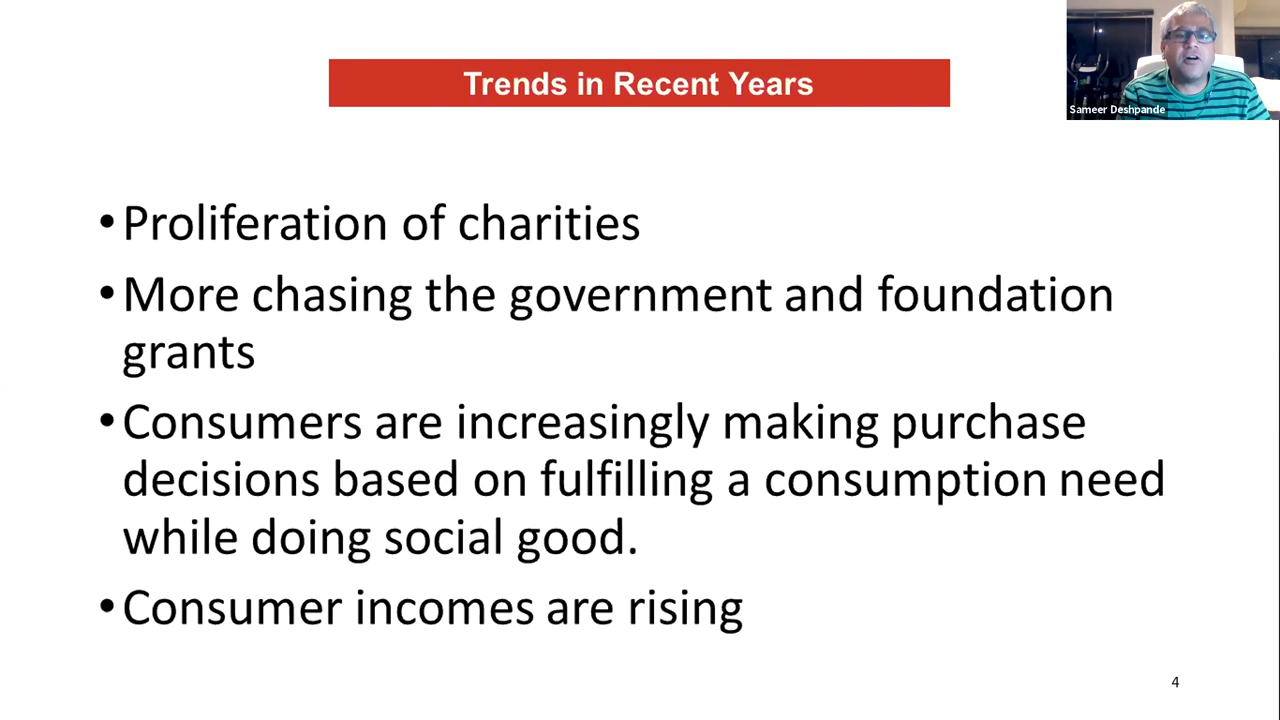 Trends in Recent Years
Sameer Deshpande
•Proliferation of charities
•More chasing the government and foundation
grants
•Consumers are increasingly making purchase
decisions based on fulfilling a consumption need
while doing social good.
•Consumer incomes are rising
4